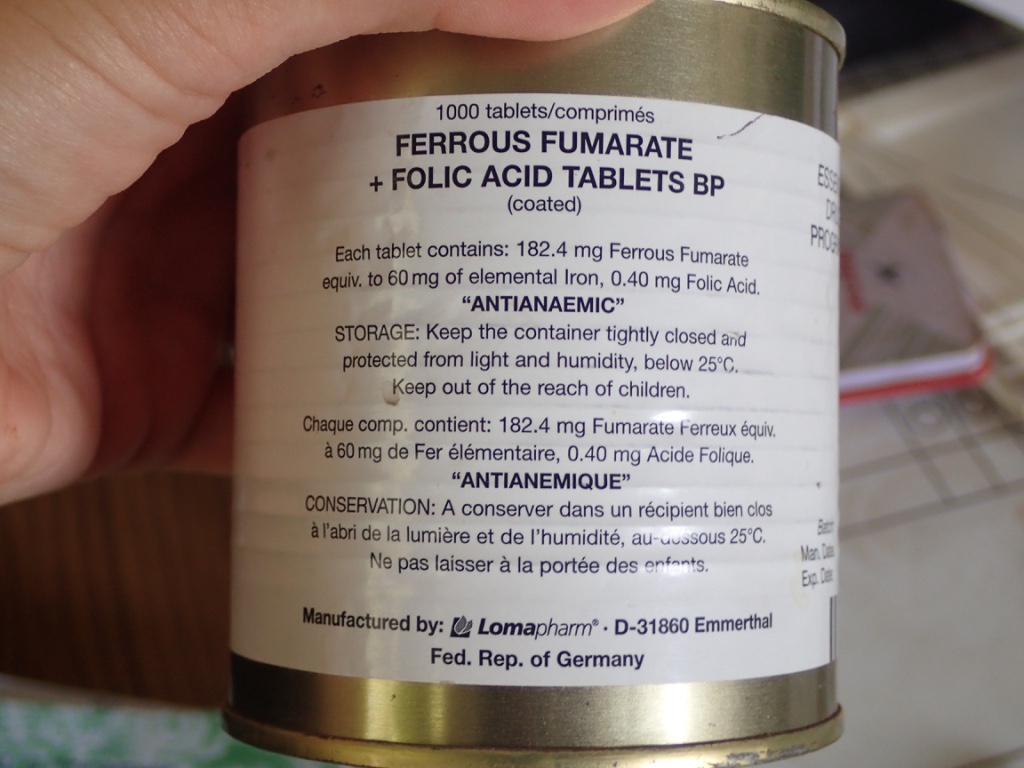 1000 tablets/comprimés
FERROUS FUMARATE
+ FOLIC ACID TABLETS BP
(coated)
Each tablet contains: 182.4 mg Ferrous Fumarate
equiv. to 60 mg of elemental Iron, 0.40 mg Folic Acid.
“ANTIANAEMIC”
STORAGE: Keep the container tightly closed and
protected from light and humidity, below 25°C.
Keep out of the reach of children.
Chaque comp. contient: 182.4 mg Fumarate Ferreux équiv.
à 60 mg de Fer élémentaire, 0.40 mg Acide Folique.
“ANTIANEMIQUE”
CONSERVATION: A conserver dans un récipient bien clos
à l'abri de la lumière et de l'humidité, au-dessous 25°C.
Ne pas laisser à la portée des enfants.
Manufactured by: Lomapharm® · D-31860 Emmerthal
Fed. Rep. of Germany
Batch
Man. Date
Exp. Date